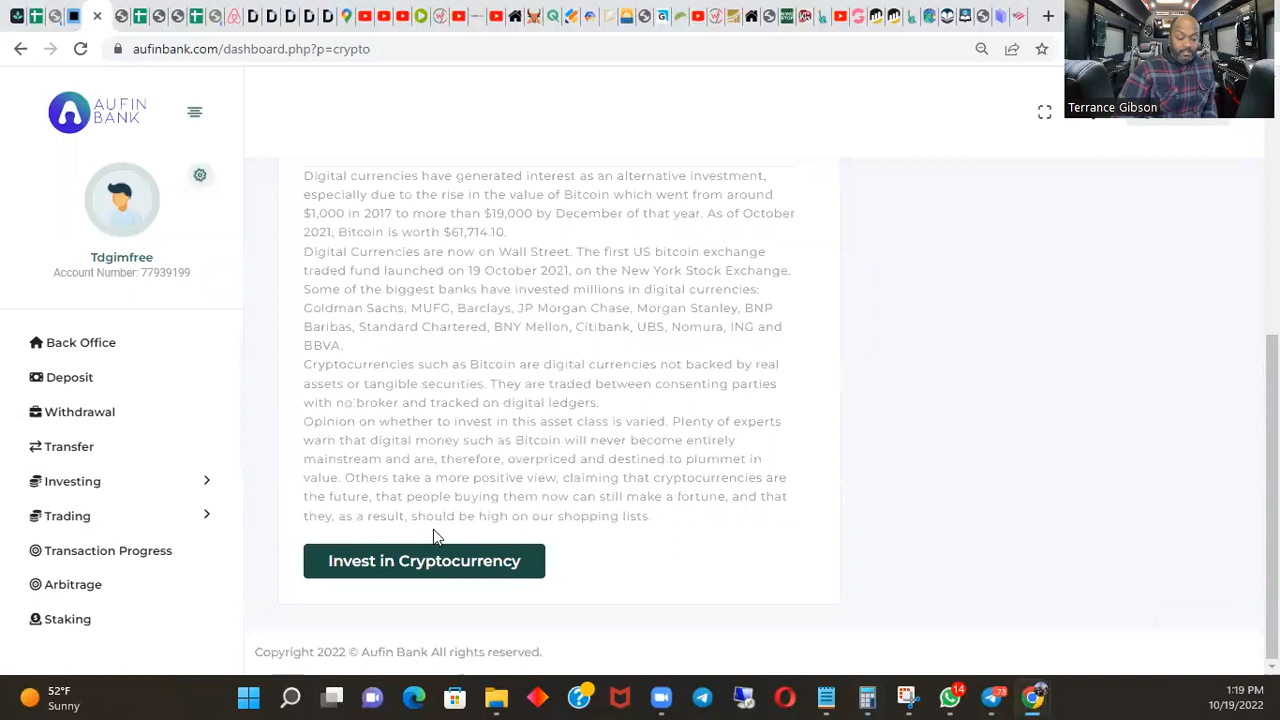 aufinbank.com/dashboard.php?p=crypto
Terrance Gibson
AUFIN
BANK
Tdgimfree
Account Number: 77939199
Back Office
Deposit
Withdrawal
Transfer
Investing
Trading
Transaction Progress
Arbitrage
Staking
Digital currencies have generated interest as an alternative investment,
especially due to the rise in the value of Bitcoin which went from around
$1,000 in 2017 to more than $19,000 by December of that year. As of October
2021, Bitcoin is worth $61,714.10.
Digital Currencies are now on Wall Street. The first US bitcoin exchange
traded fund launched on 19 October 2021, on the New York Stock Exchange.
Some of the biggest banks have invested millions in digital currencies:
Goldman Sachs, MUFG, Barclays, JP Morgan Chase, Morgan Stanley, BNP
Baribas, Standard Chartered, BNY Mellon, Citibank, UBS, Nomura, ING and
BBVA.
Cryptocurrencies such as Bitcoin are digital currencies not backed by real
assets or tangible securities. They are traded between consenting parties
with no broker and tracked on digital ledgers.
Opinion on whether to invest in this asset class is varied. Plenty of experts
warn that digital money such as Bitcoin will never become entirely
mainstream and are, therefore, overpriced and destined to plummet in
value. Others take a more positive view, claiming that cryptocurrencies are
the future, that people buying them now can still make a fortune, and that
they, as a result, should be high on our shopping lists.
Invest in Cryptocurrency
Copyright 2022 © Aufin Bank All rights reserved.
52°F
Sunny
14
73
1:19 PM
10/19/2022